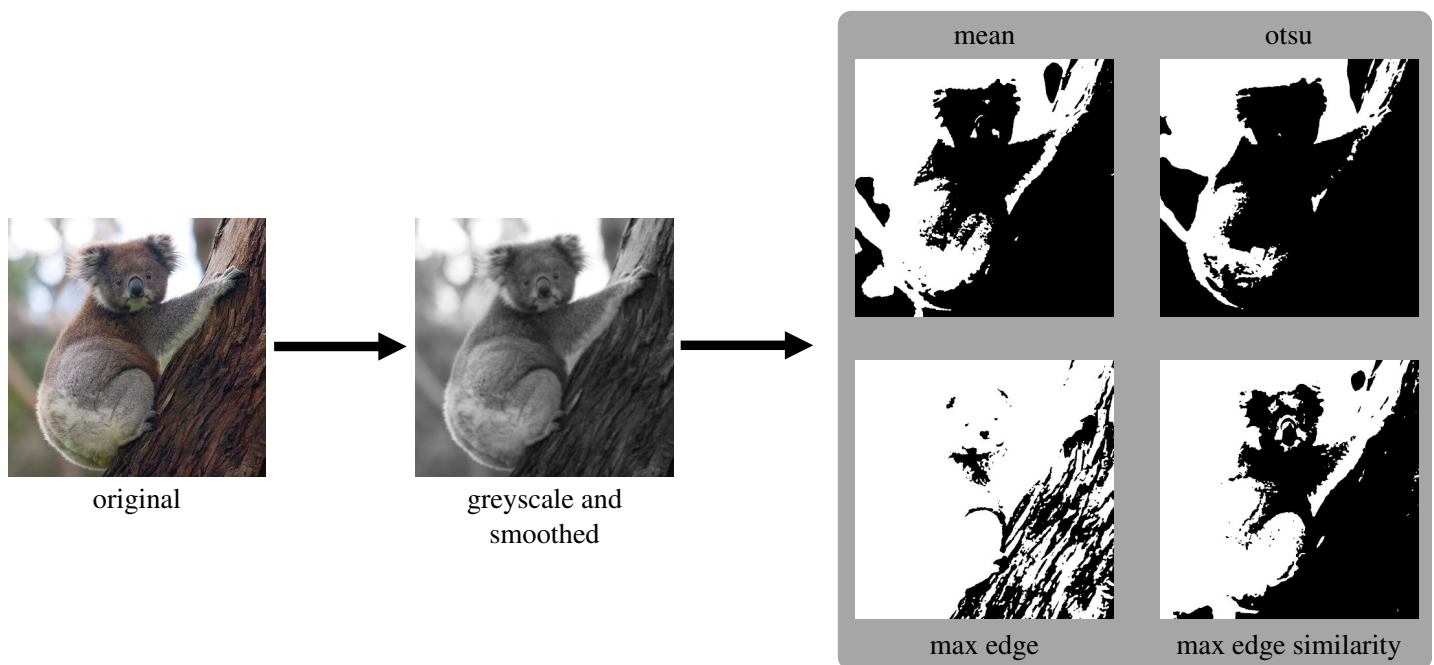 mean
otsu
original
greyscale and
smoothed
max edge
max edge similarity